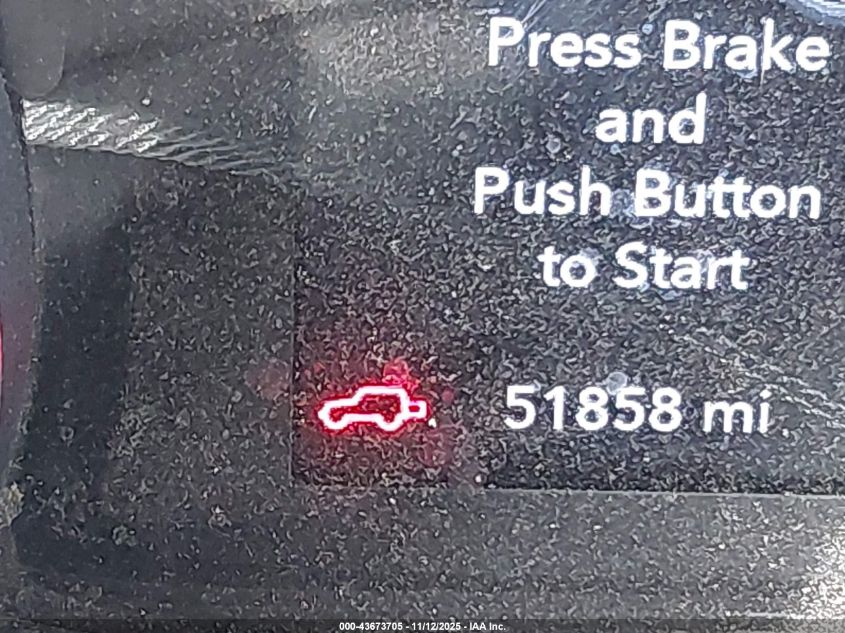 Press Brake
and
Push Button
to Start
51858 mi
000-43673705 - 11/12/2025 - IAA Inc.